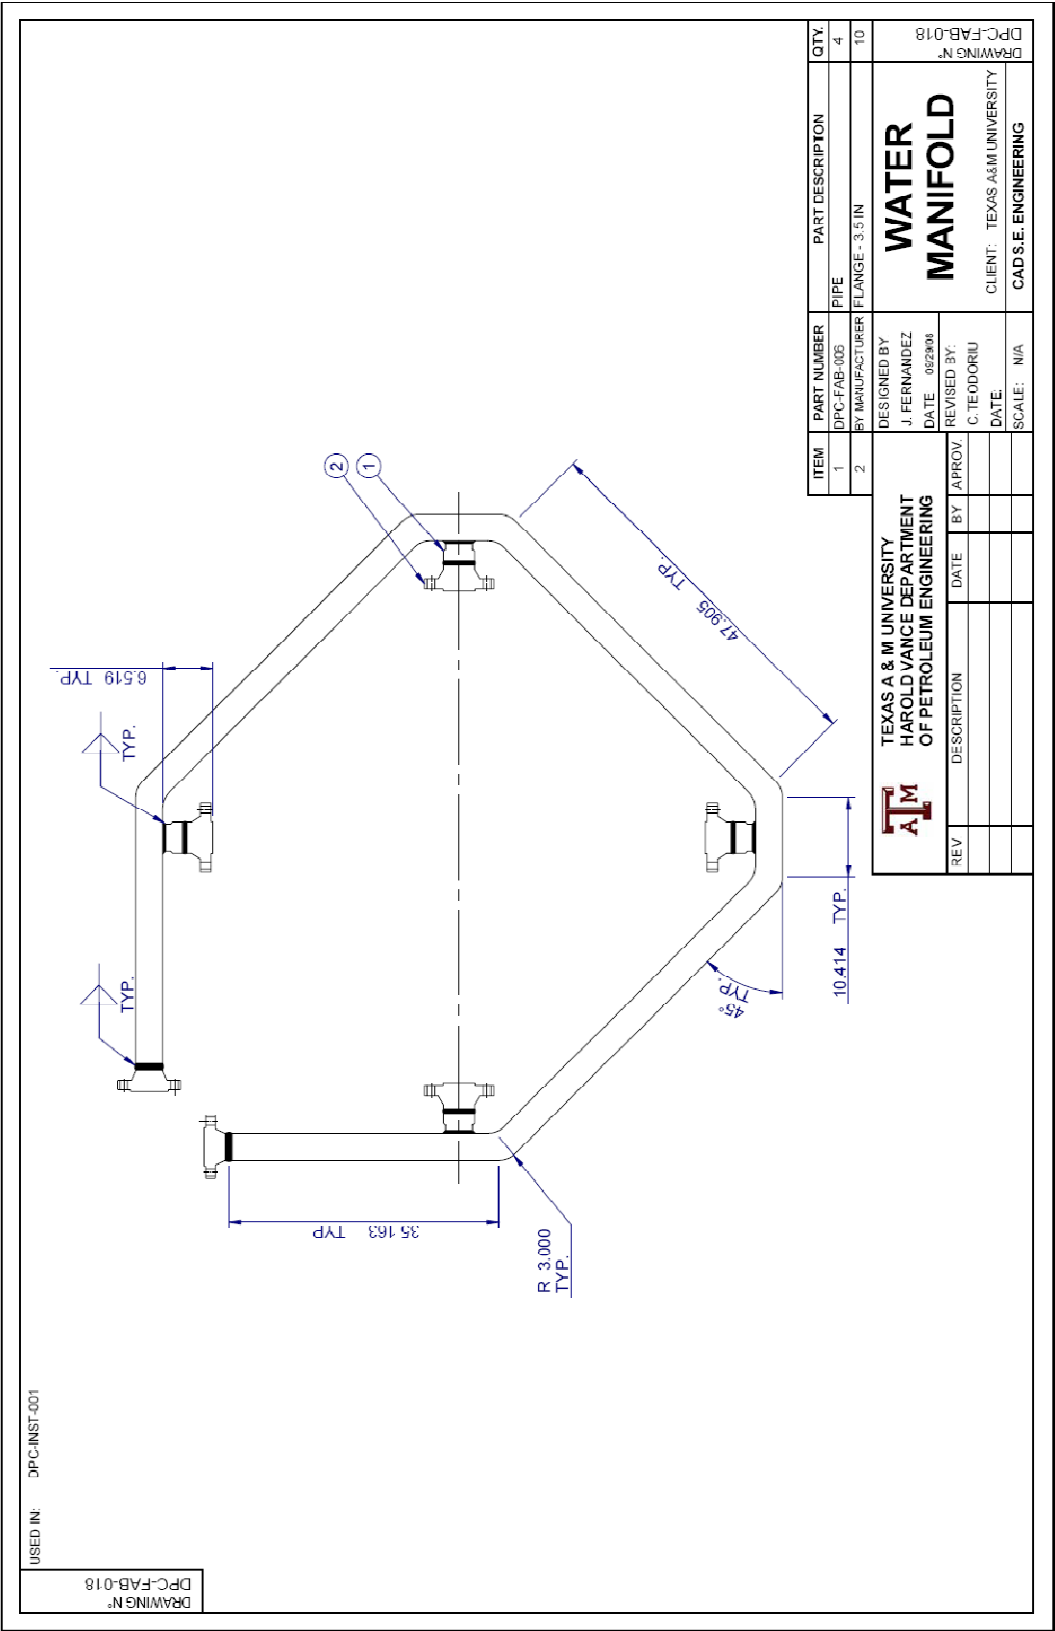 USED IN: DPC-INST-001
DRAWING N°
DPC-FAB-018
TYP.
TYP.
6.519 TYP.
2
1
47.905 TYP.
10.414 TYP.
45°
TYP.
35.163 TYP
R 3.000
TYP.
ITEM PART NUMBER PART DESCRIPTON QTY.
1 DPC-FAB-006 PIPE 4
2 BY MANUFACTURER FLANGE - 3.5 IN 10
TEXAS A & M UNIVERSITY
HAROLD VANCE DEPARTMENT
OF PETROLEUM ENGINEERING
ATM
REV DESCRIPTION DATE BY APROV.
DESIGNED BY
J. FERNANDEZ
DATE 09/29/08
REVISED BY:
C. TEODORIU
DATE:
SCALE: N/A
WATER
MANIFOLD
CLIENT: TEXAS A&M UNIVERSITY
CAD S.E. ENGINEERING
DRAWING N°
DPC-FAB-018